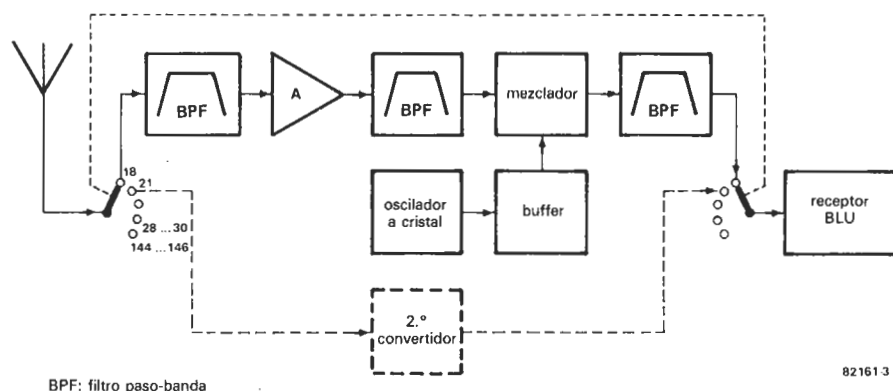 BPF
A
BPF
mezclador
BPF
18
21
28 ...30
144 ...146
oscilador
a cristal
buffer
receptor
BLU
2.º
convertidor
BPF: filtro paso-banda
82161-3